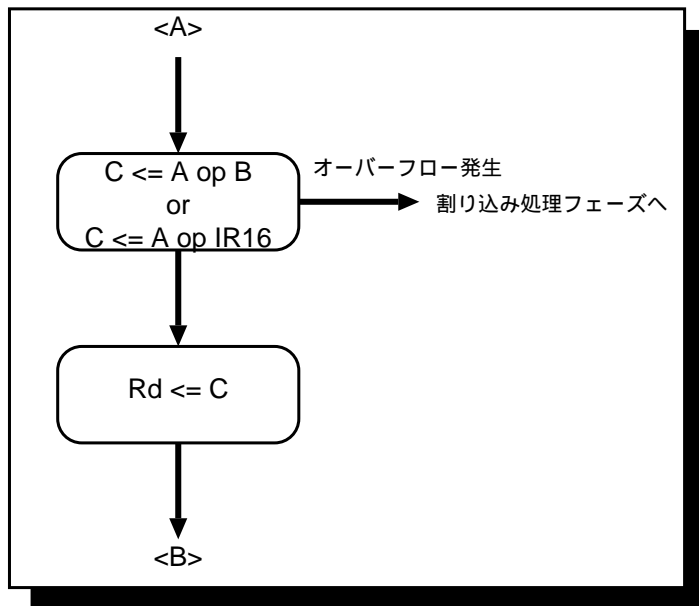 <A>
C <= A op B
or
C <= A op IR16
オーバーフロー発生
割り込み処理フェーズへ
Rd <= C
<B>